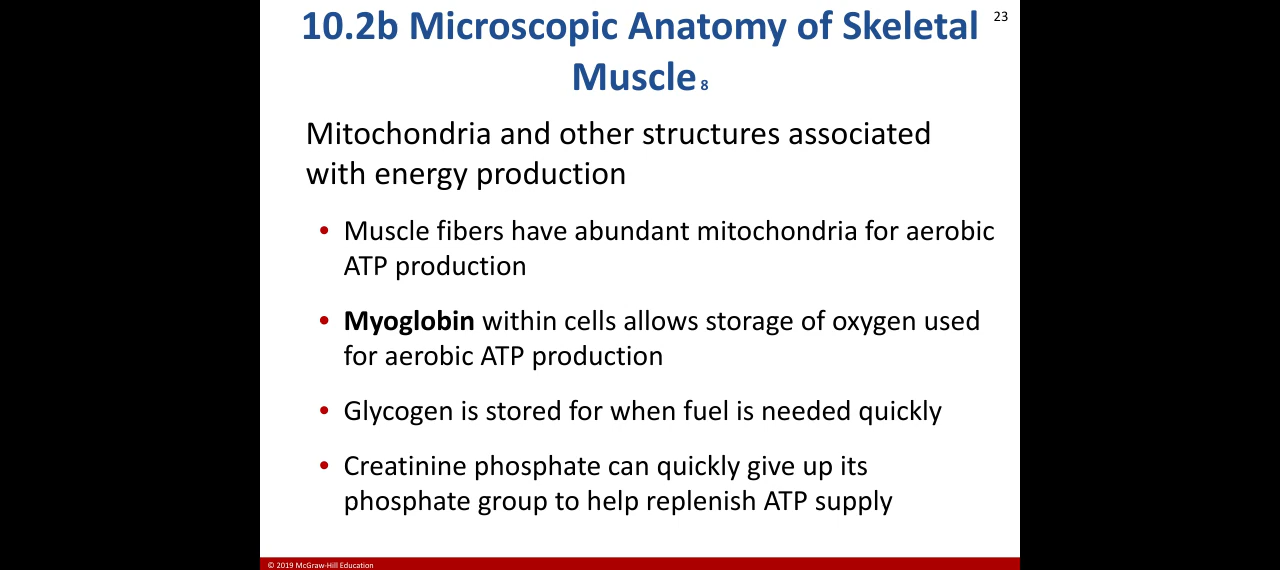 10.2b Microscopic Anatomy of Skeletal
23
Muscle 8
Mitochondria and other structures associated
with energy production
• Muscle fibers have abundant mitochondria for aerobic
ATP production
• Myoglobin within cells allows storage of oxygen used
for aerobic ATP production
• Glycogen is stored for when fuel is needed quickly
• Creatinine phosphate can quickly give up its
phosphate group to help replenish ATP supply
© 2019 McGraw-Hill Education